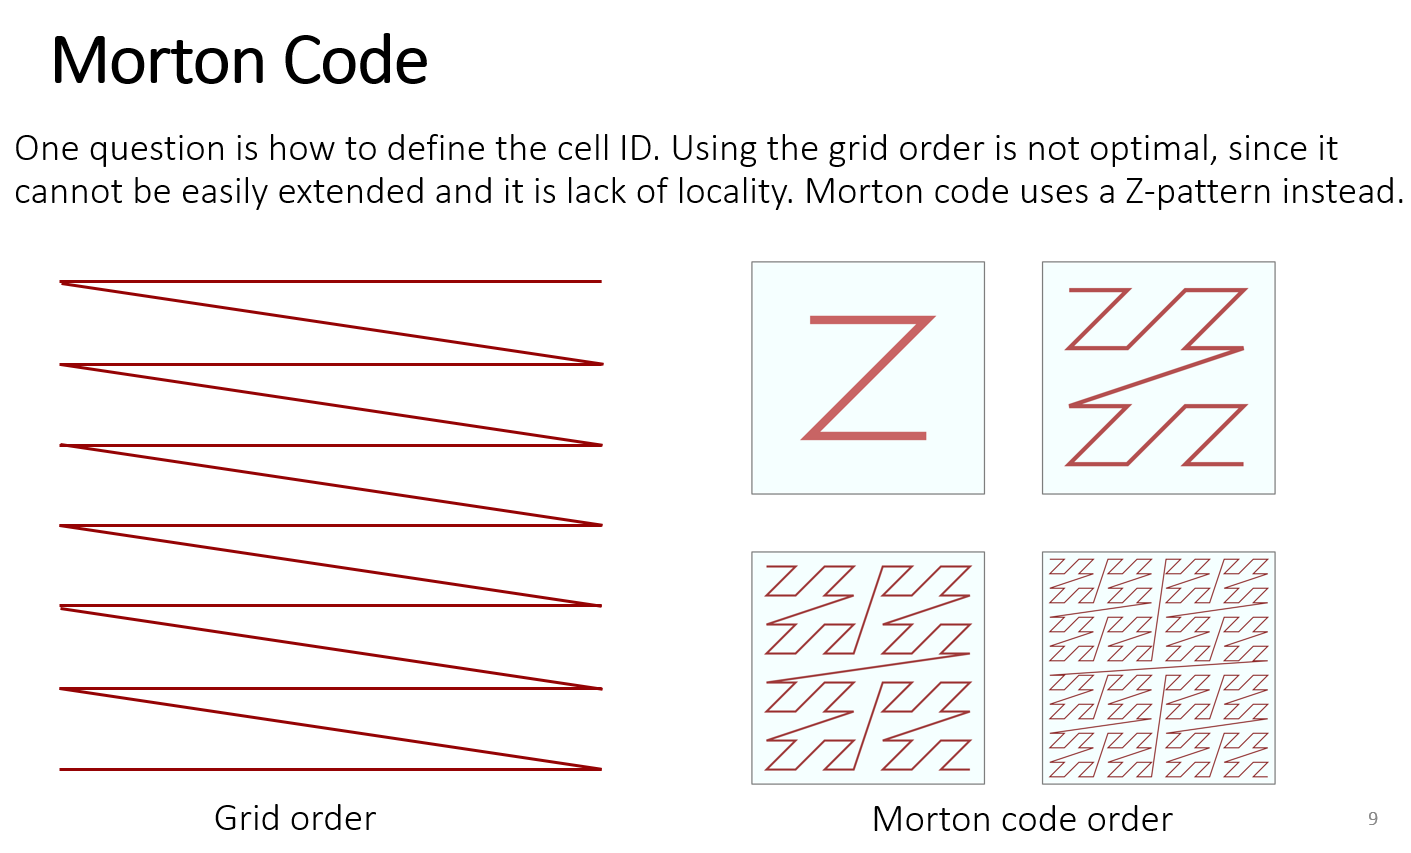 Morton Code
One question is how to define the cell ID. Using the grid order is not optimal, since it
cannot be easily extended and it is lack of locality. Morton code uses a Z-pattern instead.
Grid order
Morton code order
9